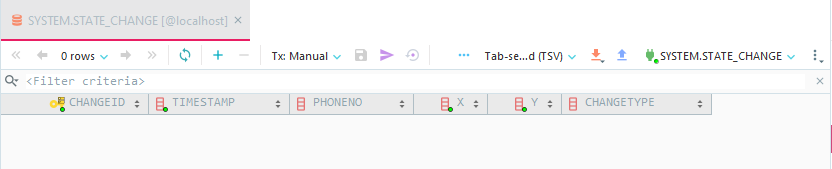 SYSTEM.STATE_CHANGE [@localhost]
0 rows Tx: Manual Tab-se...d (TSV) SYSTEM.STATE_CHANGE
<Filter criteria>
CHANGEID TIMESTAMP PHONENO X Y CHANGETYPE